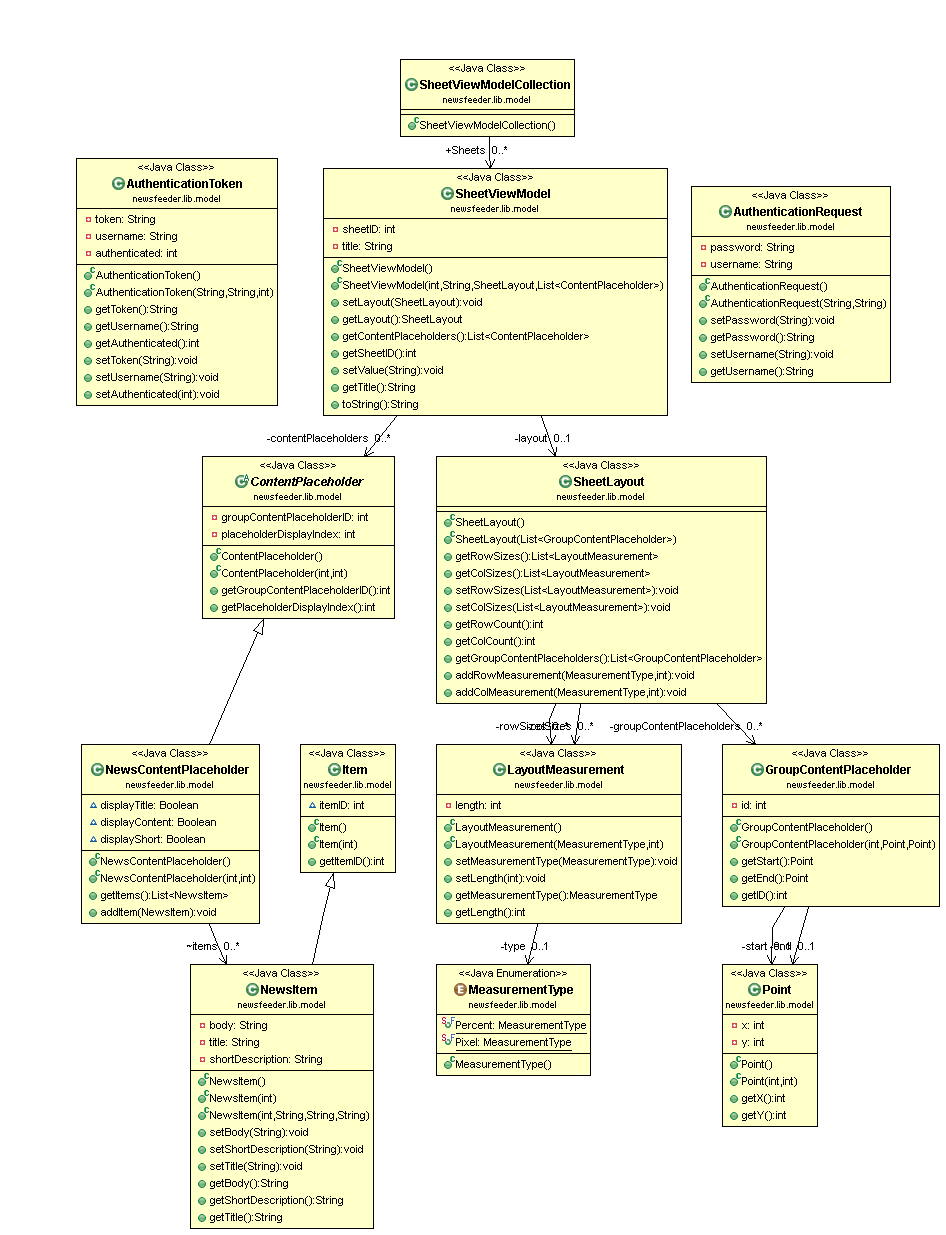 <<Java Class>>
SheetViewModelCollection
newsfeeder.lib.model
SheetViewModelCollection()
+Sheets 0..*
<<Java Class>>
AuthenticationToken
newsfeeder.lib.model
token: String
username: String
authenticated: int
AuthenticationToken()
AuthenticationToken(String,String,int)
getToken():String
getUsername():String
getAuthenticated():int
setToken(String):void
setUsername(String):void
setAuthenticated(int):void
<<Java Class>>
SheetViewModel
newsfeeder.lib.model
sheetID: int
title: String
SheetViewModel()
SheetViewModel(int,String,SheetLayout,List<ContentPlaceholder>)
setLayout(SheetLayout):void
getLayout():SheetLayout
getContentPlaceholders():List<ContentPlaceholder>
getSheetID():int
setValue(String):void
getTitle():String
toString():String
<<Java Class>>
AuthenticationRequest
newsfeeder.lib.model
password: String
username: String
AuthenticationRequest()
AuthenticationRequest(String,String)
setPassword(String):void
getPassword():String
setUsername(String):void
getUsername():String
-contentPlaceholders 0..*
-layout 0..1
<<Java Class>>
ContentPlaceholder
newsfeeder.lib.model
groupContentPlaceholderID: int
placeholderDisplayIndex: int
ContentPlaceholder()
ContentPlaceholder(int,int)
getGroupContentPlaceholderID():int
getPlaceholderDisplayIndex():int
<<Java Class>>
SheetLayout
newsfeeder.lib.model
SheetLayout()
SheetLayout(List<GroupContentPlaceholder>)
getRowSizes():List<LayoutMeasurement>
getColSizes():List<LayoutMeasurement>
setRowSizes(List<LayoutMeasurement>):void
setColSizes(List<LayoutMeasurement>):void
getRowCount():int
getColCount():int
getGroupContentPlaceholders():List<GroupContentPlaceholder>
addRowMeasurement(MeasurementType,int):void
addColMeasurement(MeasurementType,int):void
0..*
-groupContentPlaceholders 0..*
<<Java Class>>
NewsContentPlaceholder
newsfeeder.lib.model
displayTitle: Boolean
displayContent: Boolean
displayShort: Boolean
NewsContentPlaceholder()
NewsContentPlaceholder(int,int)
getItems():List<NewsItem>
addItem(NewsItem):void
<<Java Class>>
Item
newsfeeder.lib.model
itemID: int
Item()
Item(int)
getItemID():int
<<Java Class>>
LayoutMeasurement
newsfeeder.lib.model
length: int
LayoutMeasurement()
LayoutMeasurement(MeasurementType,int)
setMeasurementType(MeasurementType):void
setLength(int):void
getMeasurementType():MeasurementType
getLength():int
<<Java Class>>
GroupContentPlaceholder
newsfeeder.lib.model
id: int
GroupContentPlaceholder()
GroupContentPlaceholder(int,Point,Point)
getStart():Point
getEnd():Point
getID():int
~items 0..*
-type 0..1
-start
0..1
<<Java Class>>
NewsItem
newsfeeder.lib.model
body: String
title: String
shortDescription: String
NewsItem()
NewsItem(int)
NewsItem(int,String,String,String)
setBody(String):void
setShortDescription(String):void
setTitle(String):void
getBody():String
getShortDescription():String
getTitle():String
<<Java Enumeration>>
MeasurementType
newsfeeder.lib.model
Percent: MeasurementType
Pixel: MeasurementType
MeasurementType()
<<Java Class>>
Point
newsfeeder.lib.model
x: int
y: int
Point()
Point(int,int)
getX():int
getY():int